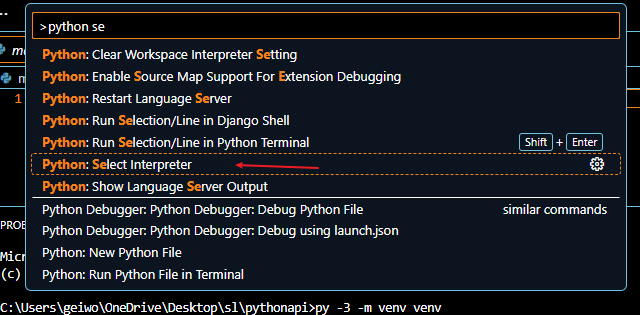 >python se
Python: Clear Workspace Interpreter Setting
Python: Enable Source Map Support For Extension Debugging
Python: Restart Language Server
Python: Run Selection/Line in Django Shell
Python: Run Selection/Line in Python Terminal Shift + Enter
Python: Select Interpreter
Python: Show Language Server Output
Python Debugger: Python Debugger: Debug Python File similar commands
Python Debugger: Python Debugger: Debug using launch.json
Python: New Python File
Python: Run Python File in Terminal
1
PROB
Micr
(c)
C:\Users\geiwo\OneDrive\Desktop\sl\pythonapi>py -3 -m venv venv